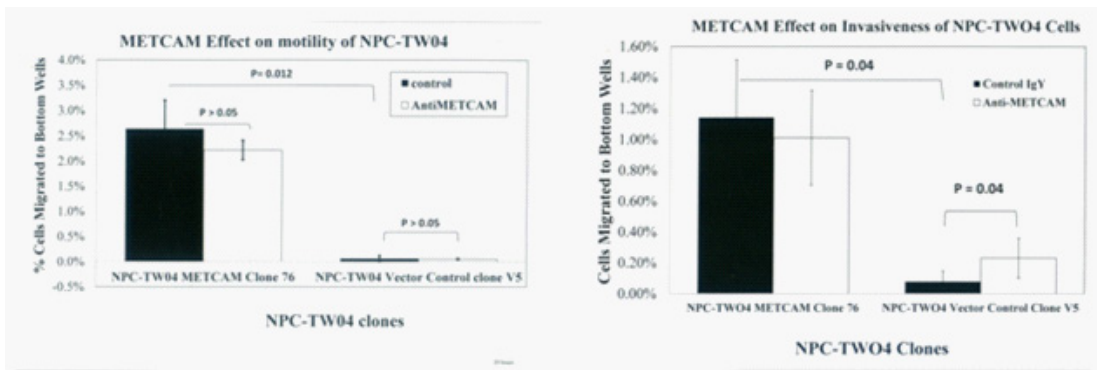 METCAM Effect on motility of NPC-TW04
4.0%
3.5%
3.0%
2.5%
2.0%
1.5%
1.0%
0.5%
0.0%
-0.5%
% Cells Migrated to Bottom Wells
P= 0.012
P > 0.05
P > 0.05
control
AntiMETCAM
NPC-TW04 METCAM Clone 76
NPC-TW04 Vector Control clone V5
NPC-TW04 clones
METCAM Effect on Invasiveness of NPC-TWO4 Cells
1.60%
1.40%
1.20%
1.00%
0.80%
0.60%
0.40%
0.20%
0.00%
Cells Migrated to Bottom Wells
P = 0.04
P = 0.04
Control IgY
Anti-METCAM
NPC-TWO4 METCAM Clone 76
NPC-TWO4 Vector Control Clone V5
NPC-TWO4 Clones